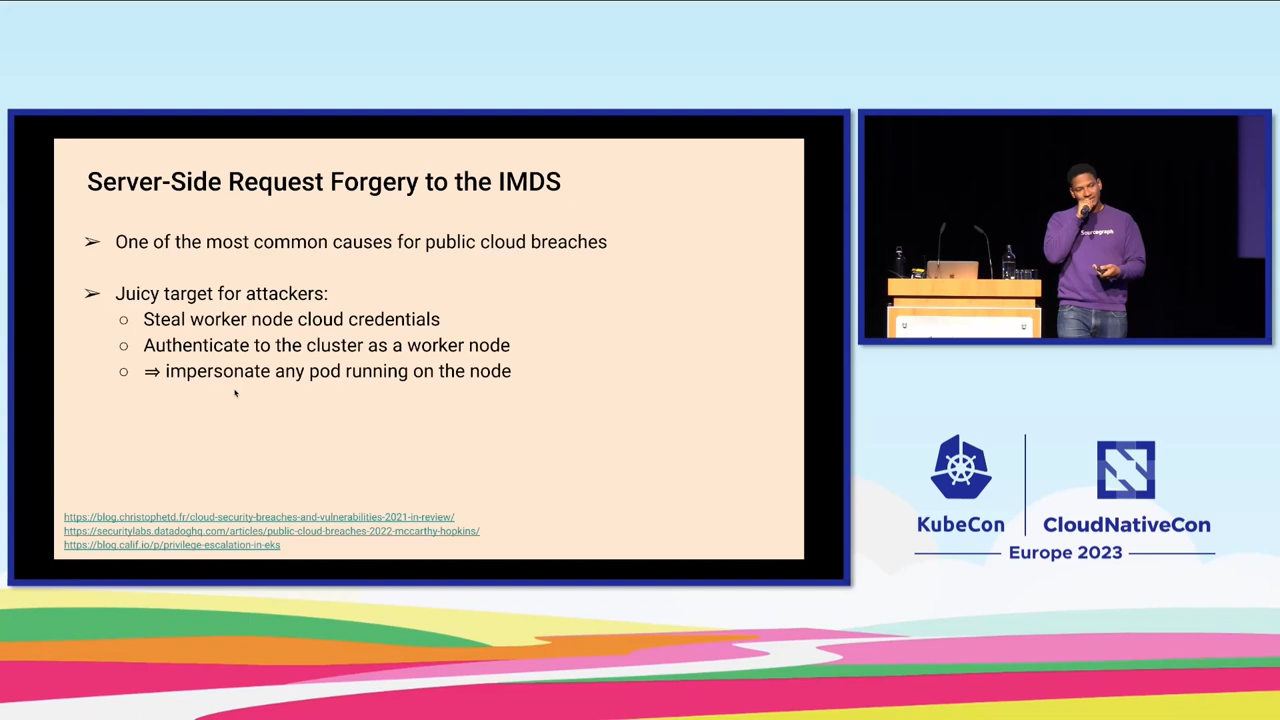 Server-Side Request Forgery to the IMDS
➢ One of the most common causes for public cloud breaches
➢ Juicy target for attackers:
○ Steal worker node cloud credentials
○ Authenticate to the cluster as a worker node
○ ⇒ impersonate any pod running on the node
https://blog.christophetd.fr/cloud-security-breaches-and-vulnerabilities-2021-in-review/
https://securitylabs.datadoghq.com/articles/public-cloud-breaches-2022-mccarthy-hopkins/
https://blog.calif.io/p/privilege-escalation-in-eks
Sourcegraph
KubeCon
CloudNativeCon
Europe 2023